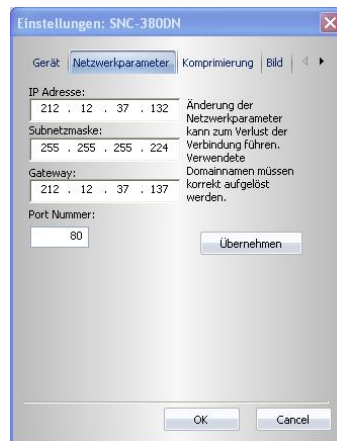 Einstellungen: SNC-380DN
Gerät Netzwerkparameter Komprimierung Bild
IP Adresse:
212 . 12 . 37 . 132
Subnetzmaske:
255 . 255 . 255 . 224
Gateway:
212 . 12 . 37 . 137
Port Nummer:
80
Änderung der
Netzwerkparameter
kann zum Verlust der
Verbindung führen.
Verwendete
Domainnamen müssen
korrekt aufgelöst
werden.
Übernehmen
OK Cancel